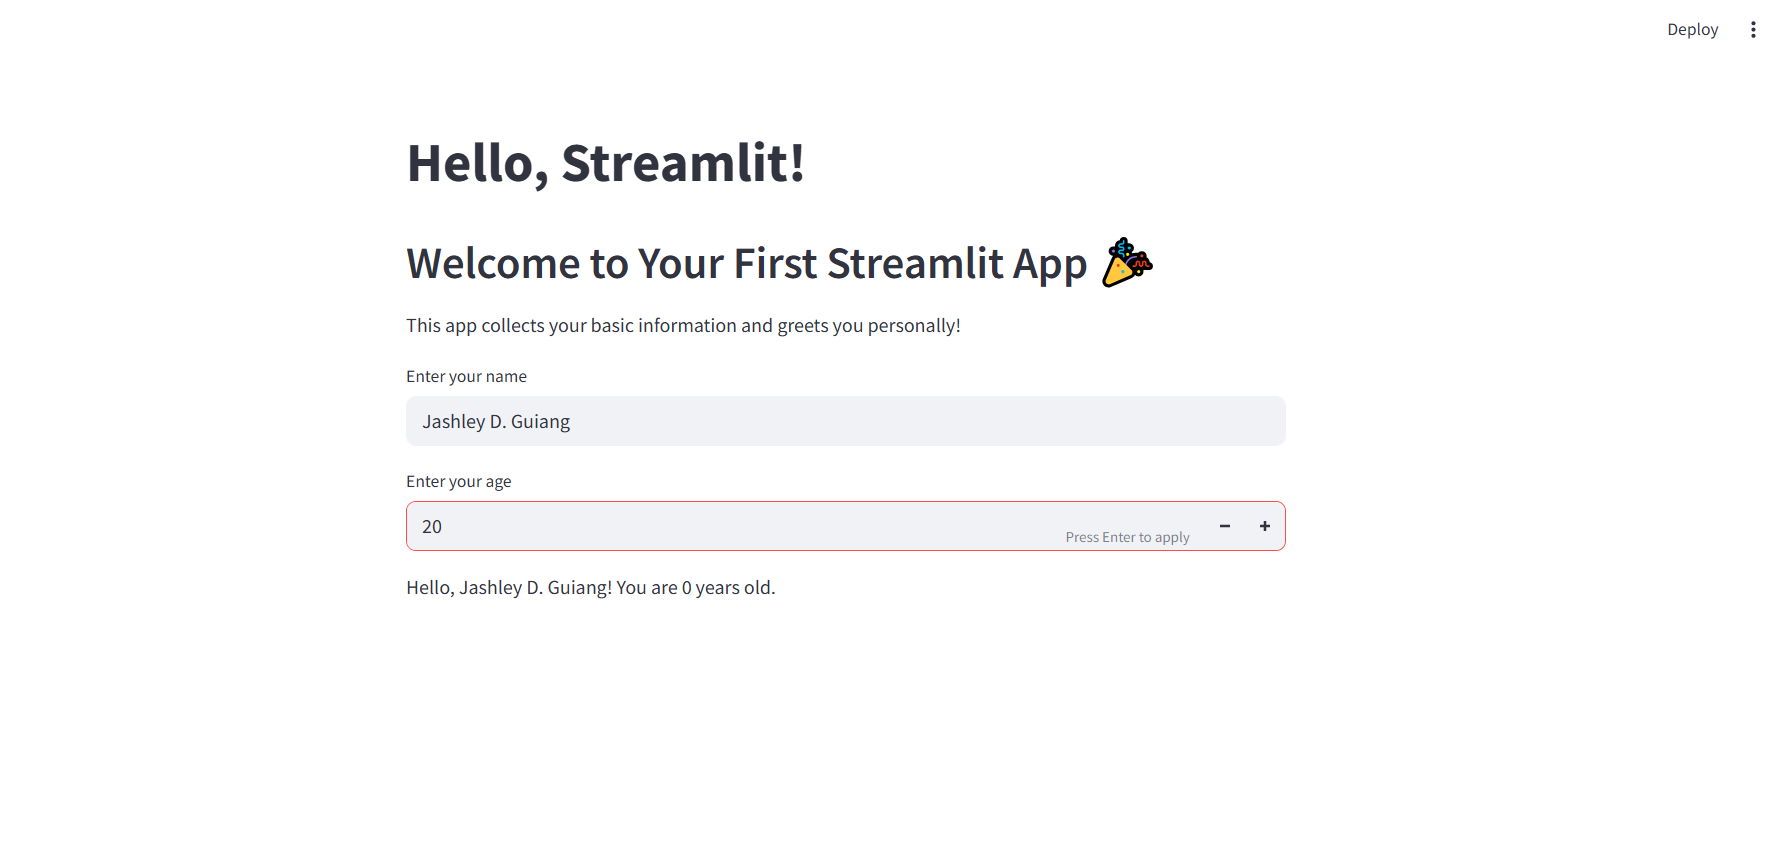 Deploy
Hello, Streamlit!
Welcome to Your First Streamlit App 🎉
This app collects your basic information and greets you personally!
Enter your name
Jashley D. Guiang
Enter your age
20
Press Enter to apply
Hello, Jashley D. Guiang! You are 0 years old.